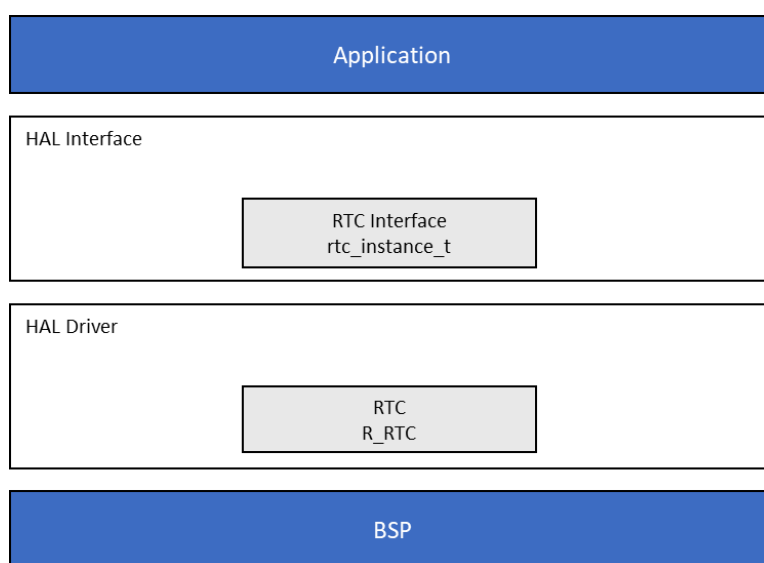 Application
HAL Interface
RTC Interface
rtc_instance_t
HAL Driver
RTC
R_RTC
BSP